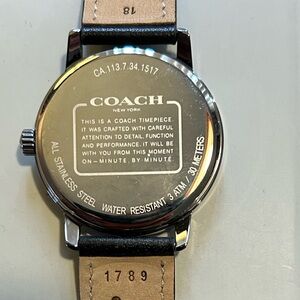 18
CA.113.7.34.1517
COACH
NEW YORK
THIS IS A COACH TIMEPIECE.
IT WAS CRAFTED WITH CAREFUL
ATTENTION TO DETAIL, FUNCTION
AND PERFORMANCE. IT WILL BE
WITH YOU FROM THIS MOMENT
ON-MINUTE BY MINUTE.
ALL STAINLESS STEEL WATER RESISTANT 3 ATM / 30 METERS
1789